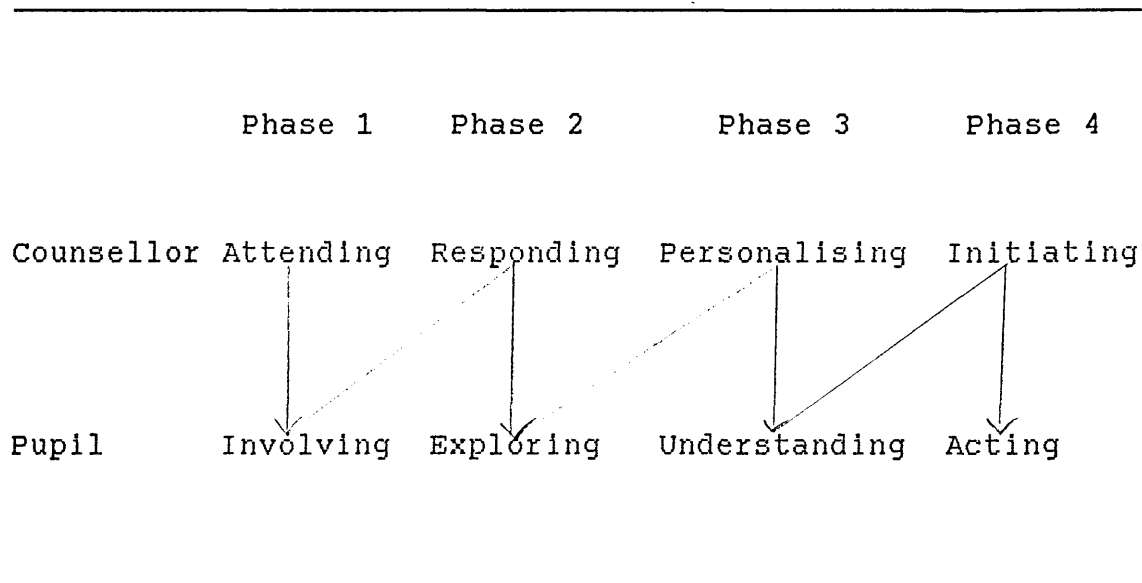 Phase 1 Phase 2 Phase 3 Phase 4
Counsellor Attending Responding Personalising Initiating
Pupil Involving Exploring Understanding Acting